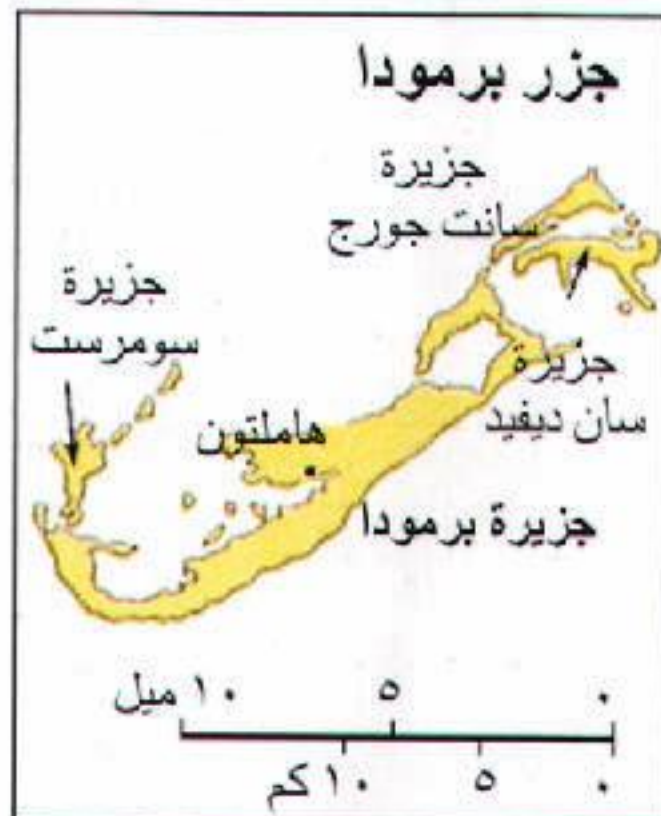 جزر برمودا
جزيرة
سانت جورج
جزيرة
سومرست
جزيرة
سان ديفيد
هاملتون
جزيرة برمودا
٠ ٥ ١٠ ميل
٠ ٥ ١٠ كم